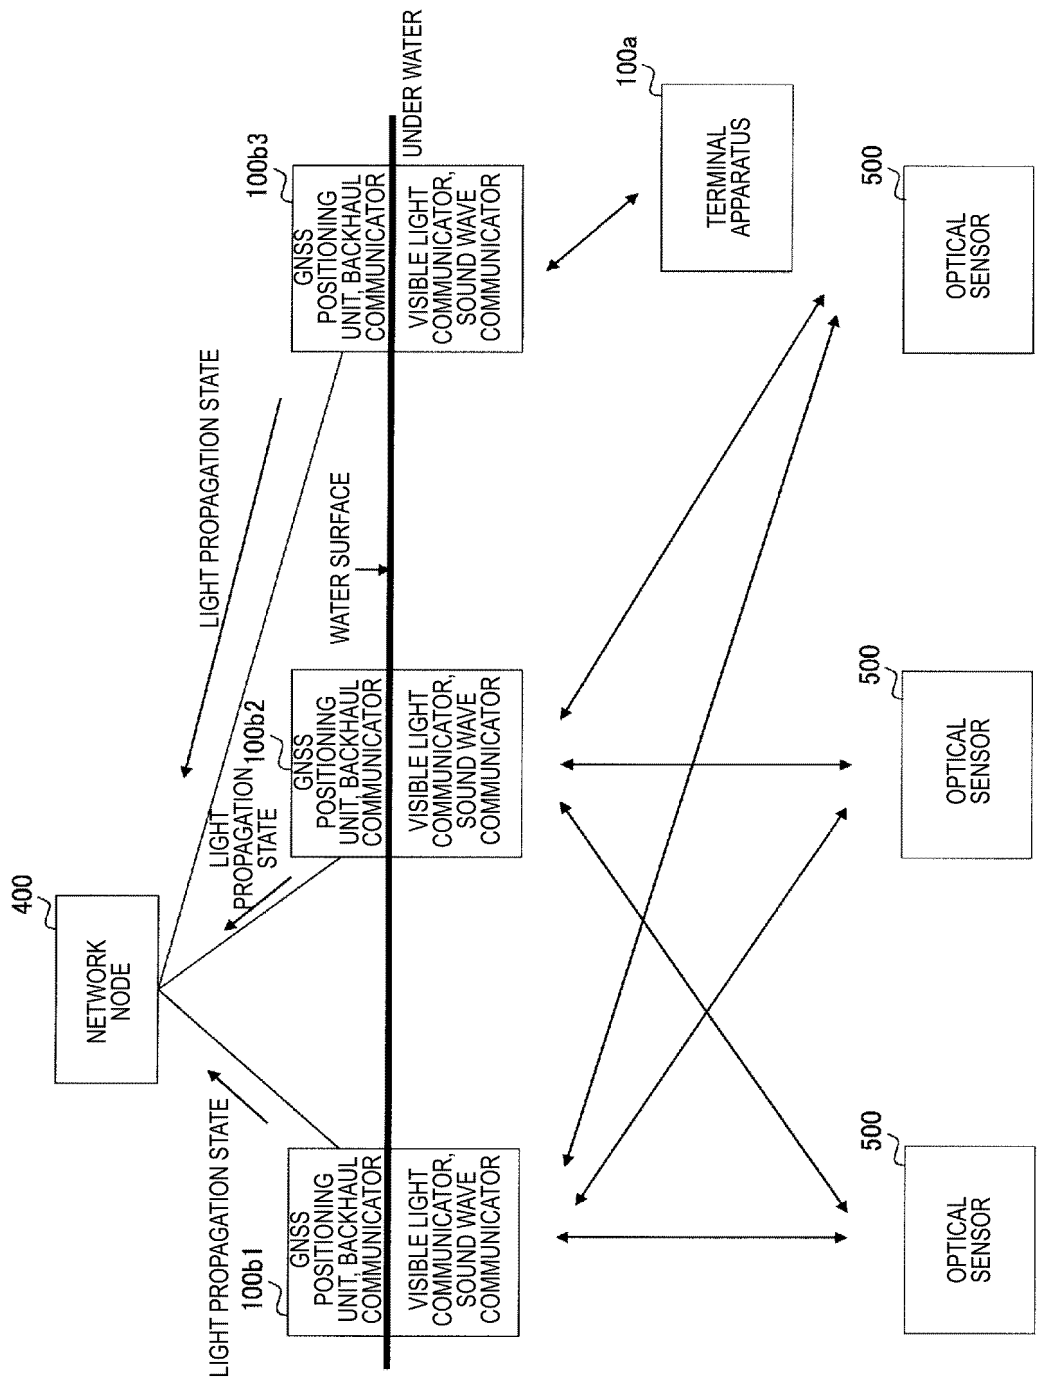 400
NETWORK
NODE
LIGHT PROPAGATION STATE
LIGHT
PROPAGATION
STATE
LIGHT PROPAGATION STATE
100b1
GNSS
POSITIONING
UNIT, BACKHAUL
COMMUNICATOR
VISIBLE LIGHT
COMMUNICATOR,
SOUND WAVE
COMMUNICATOR
100b2
GNSS
POSITIONING
UNIT, BACKHAUL
COMMUNICATOR
VISIBLE LIGHT
COMMUNICATOR,
SOUND WAVE
COMMUNICATOR
WATER SURFACE
100b3
GNSS
POSITIONING
UNIT, BACKHAUL
COMMUNICATOR
VISIBLE LIGHT
COMMUNICATOR,
SOUND WAVE
COMMUNICATOR
UNDER WATER
100a
TERMINAL
APPARATUS
500
OPTICAL
SENSOR
500
OPTICAL
SENSOR
500
OPTICAL
SENSOR